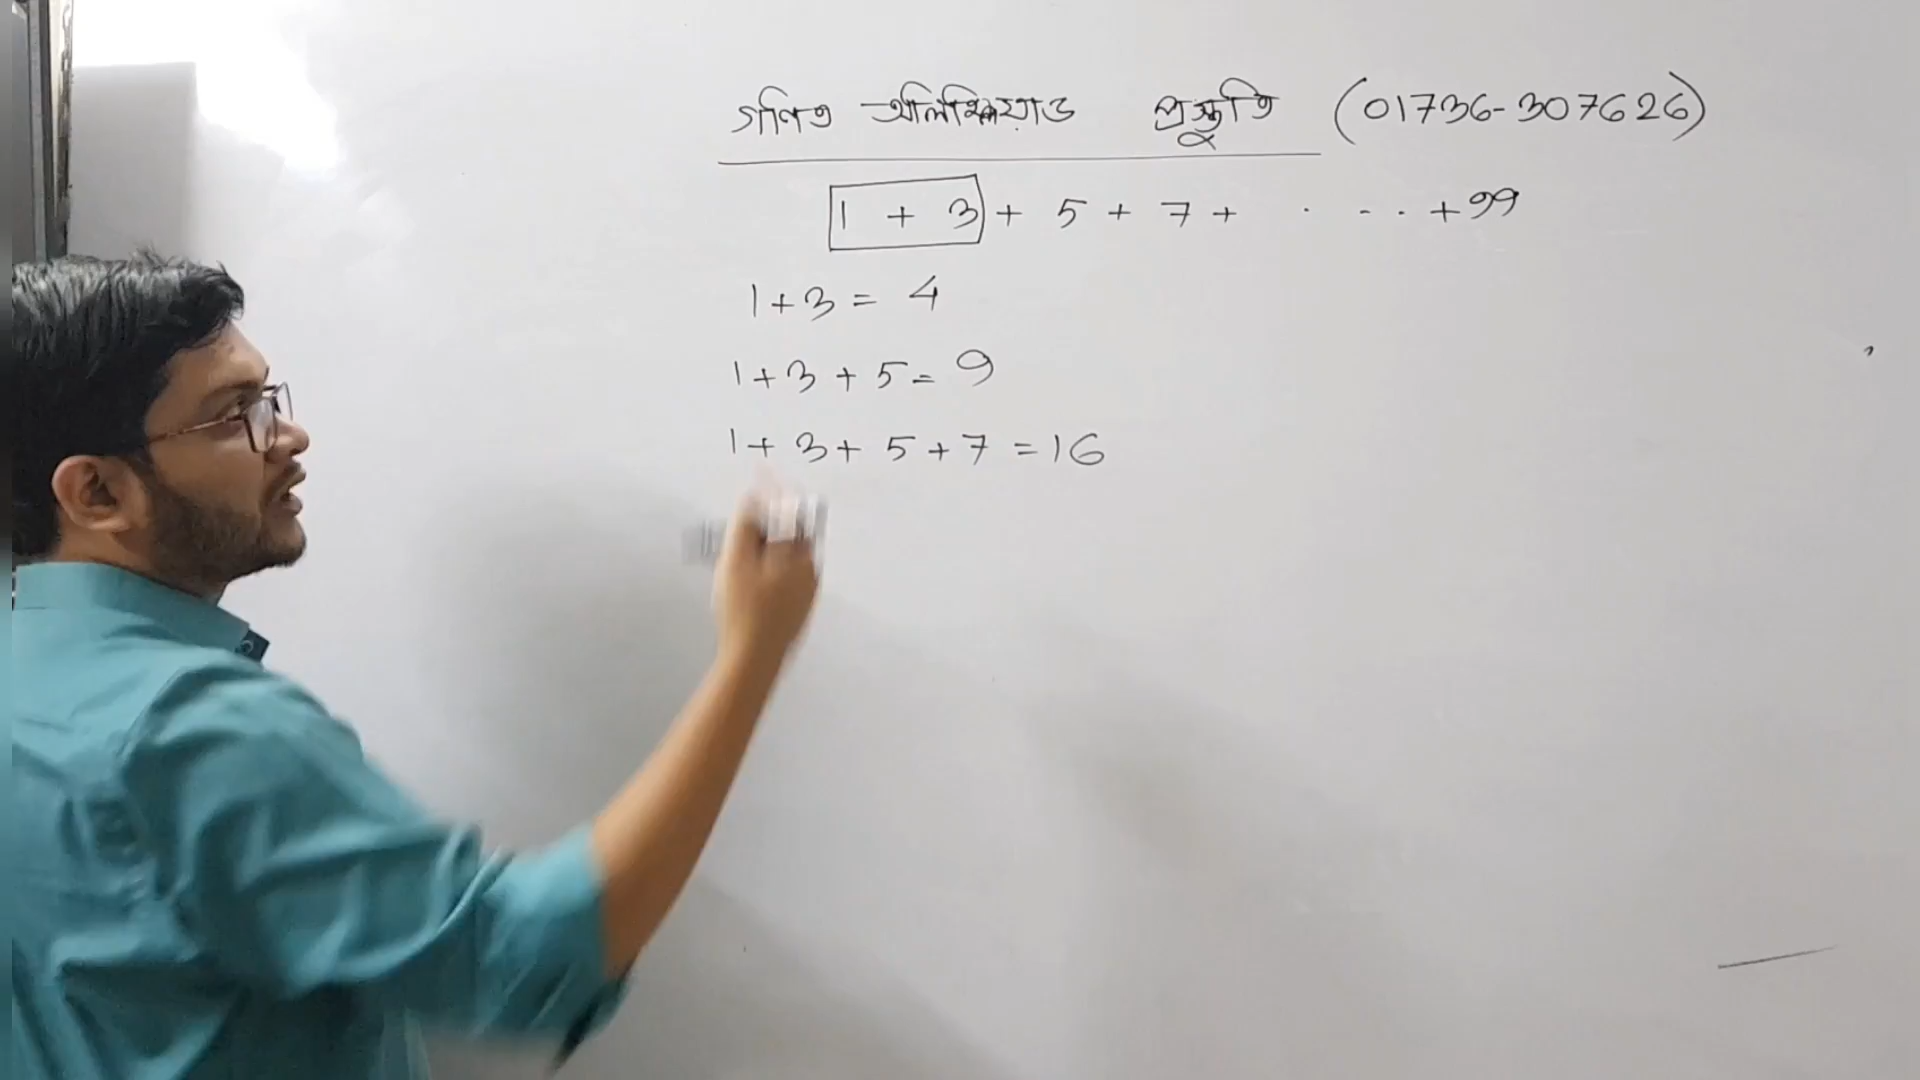 গনিত অলিম্পিয়াড প্রস্তুতি (01736-307626)
1 + 3 + 5 + 7 + . - . . + 99
1 + 3 = 4
1 + 3 + 5 = 9
1 + 3 + 5 + 7 = 16